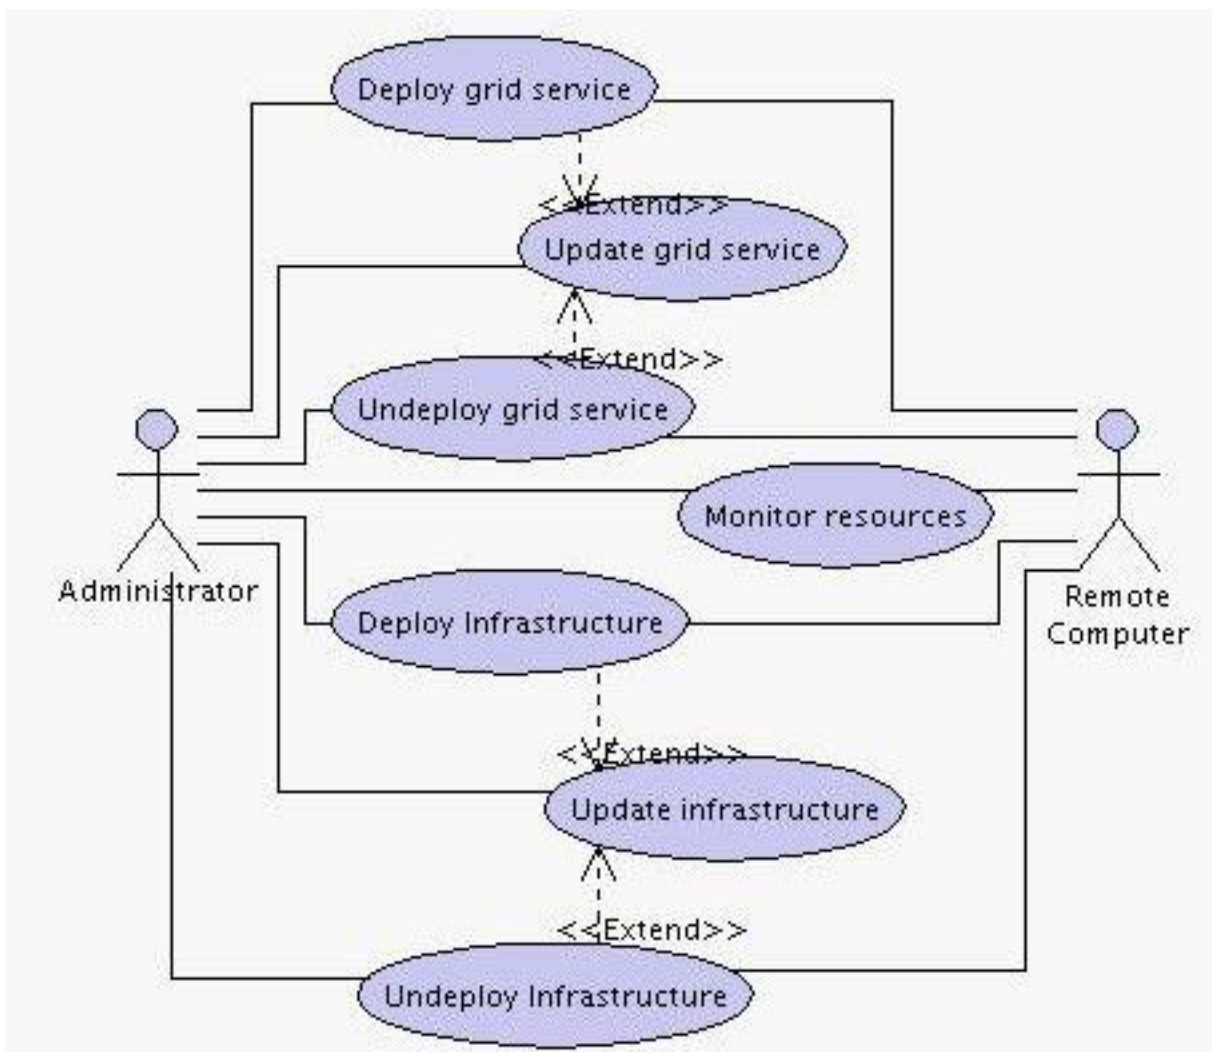 Deploy grid service
<<Extend>>
Update grid service
<<Extend>>
Undeploy grid service
Monitor resources
Administrator
Remote
Computer
Deploy Infrastructure
<<Extend>>
Update infrastructure
<<Extend>>
Undeploy Infrastructure